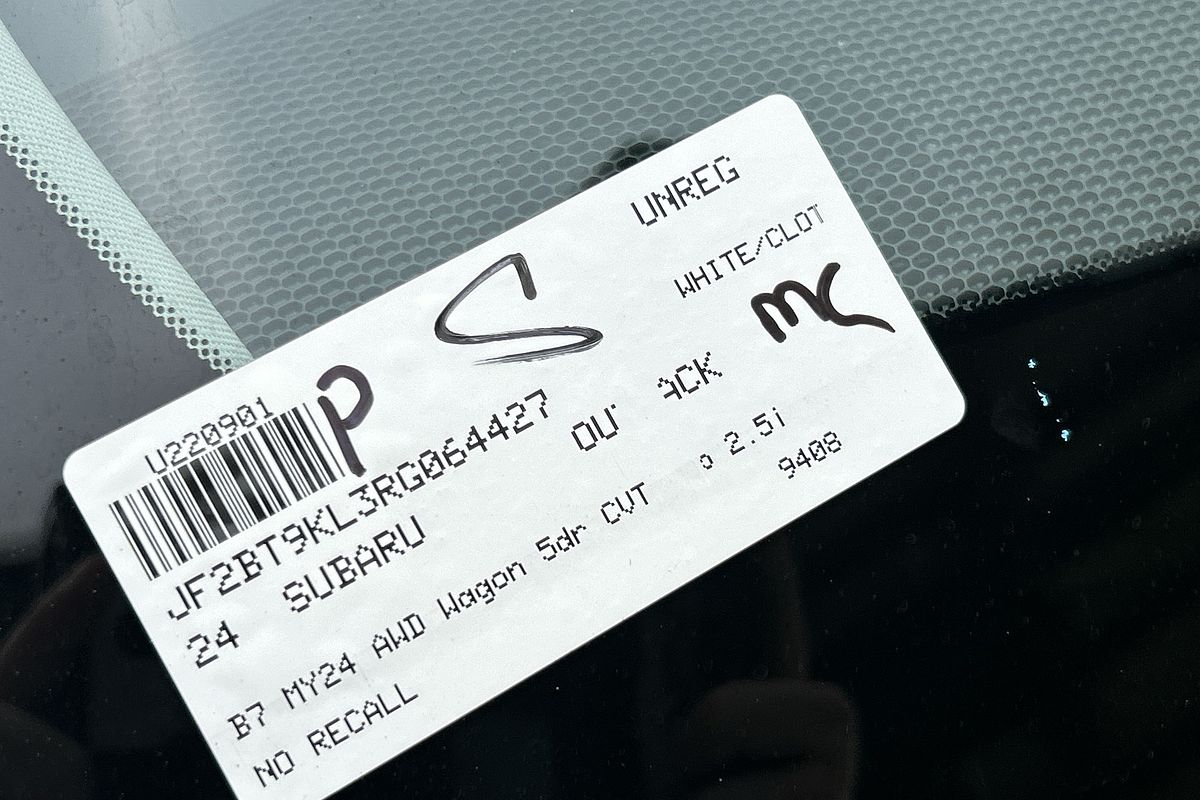 UNREG
S
WHITE/CLOT
U220901
P
mc
JF2BT9KL3RG064427
24 SUBARU
B7 MY24 AWD Wagon 5dr CVT 2.5i
9408
NO RECALL